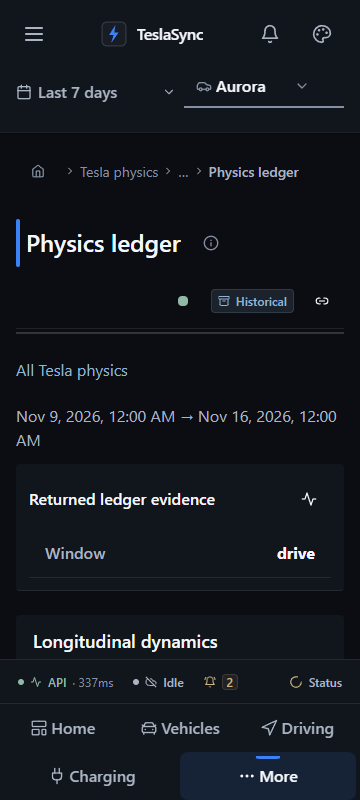 TeslaSync
Last 7 days
Aurora
Tesla physics
...
Physics ledger
Physics ledger
Historical
All Tesla physics
Nov 9, 2026, 12:00 AM → Nov 16, 2026, 12:00
AM
Returned ledger evidence
Window drive
Longitudinal dynamics
API · 337ms
Idle
2
Status
Home
Vehicles
Driving
Charging
More